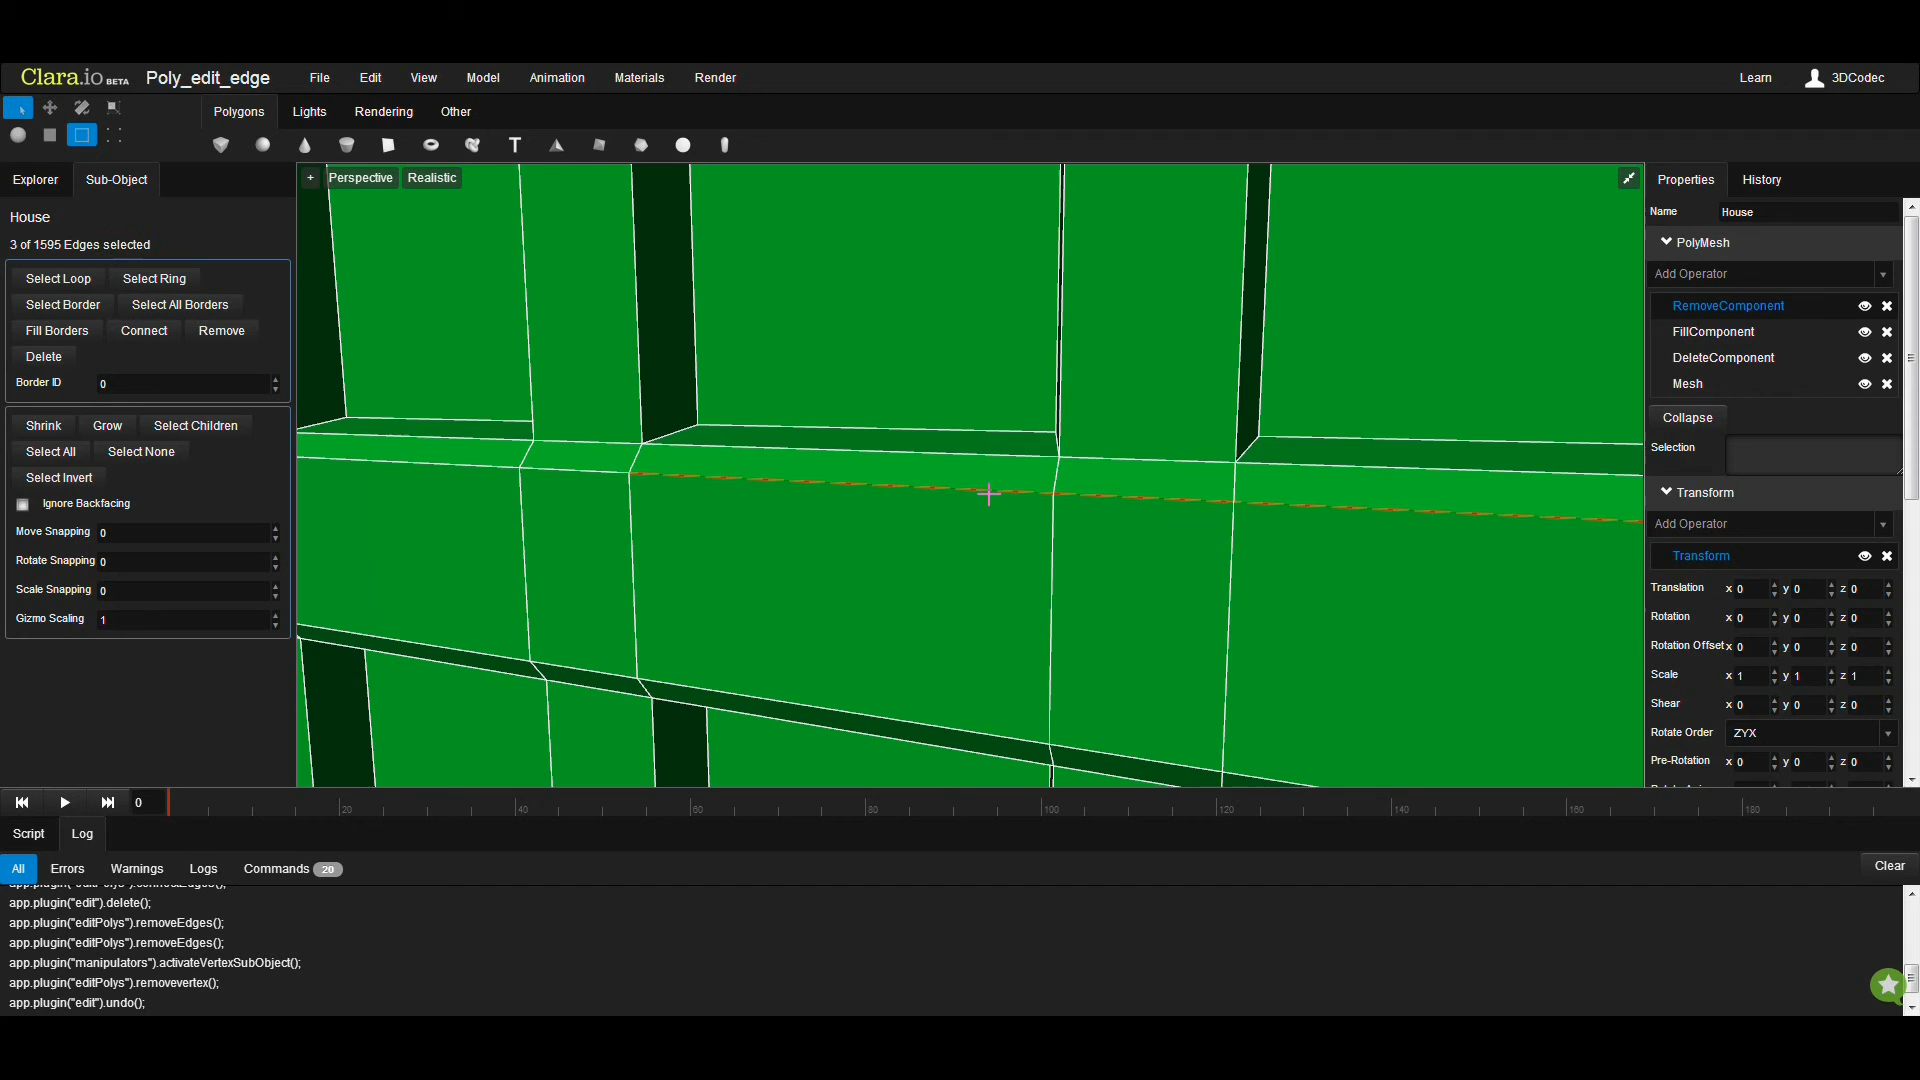 Clara.io BETA Poly_edit_edge File Edit View Model Animation Materials Render Learn 3DCodec
Polygons Lights Rendering Other
Explorer Sub-Object
+ Perspective Realistic
Properties History
House
3 of 1595 Edges selected
Select Loop Select Ring
Select Border Select All Borders
Fill Borders Connect Remove
Delete
Border ID 0
Shrink Grow Select Children
Select All Select None
Select Invert
Ignore Backfacing
Move Snapping 0
Rotate Snapping 0
Scale Snapping 0
Gizmo Scaling 1
Name House
PolyMesh
Add Operator
RemoveComponent
FillComponent
DeleteComponent
Mesh
Collapse
Selection
Transform
Add Operator
Transform
Translation x 0 y 0 z 0
Rotation x 0 y 0 z 0
Rotation Offset x 0 y 0 z 0
Scale x 1 y 1 z 1
Shear x 0 y 0 z 0
Rotate Order ZYX
Pre-Rotation x 0 y 0 z 0
0 20 40 60 80 100 120 140 160 180
Script Log
All Errors Warnings Logs Commands 20 Clear
app.plugin("edit").delete();
app.plugin("editPolys").removeEdges();
app.plugin("editPolys").removeEdges();
app.plugin("manipulators").activateVertexSubObject();
app.plugin("editPolys").removevertex();
app.plugin("edit").undo();